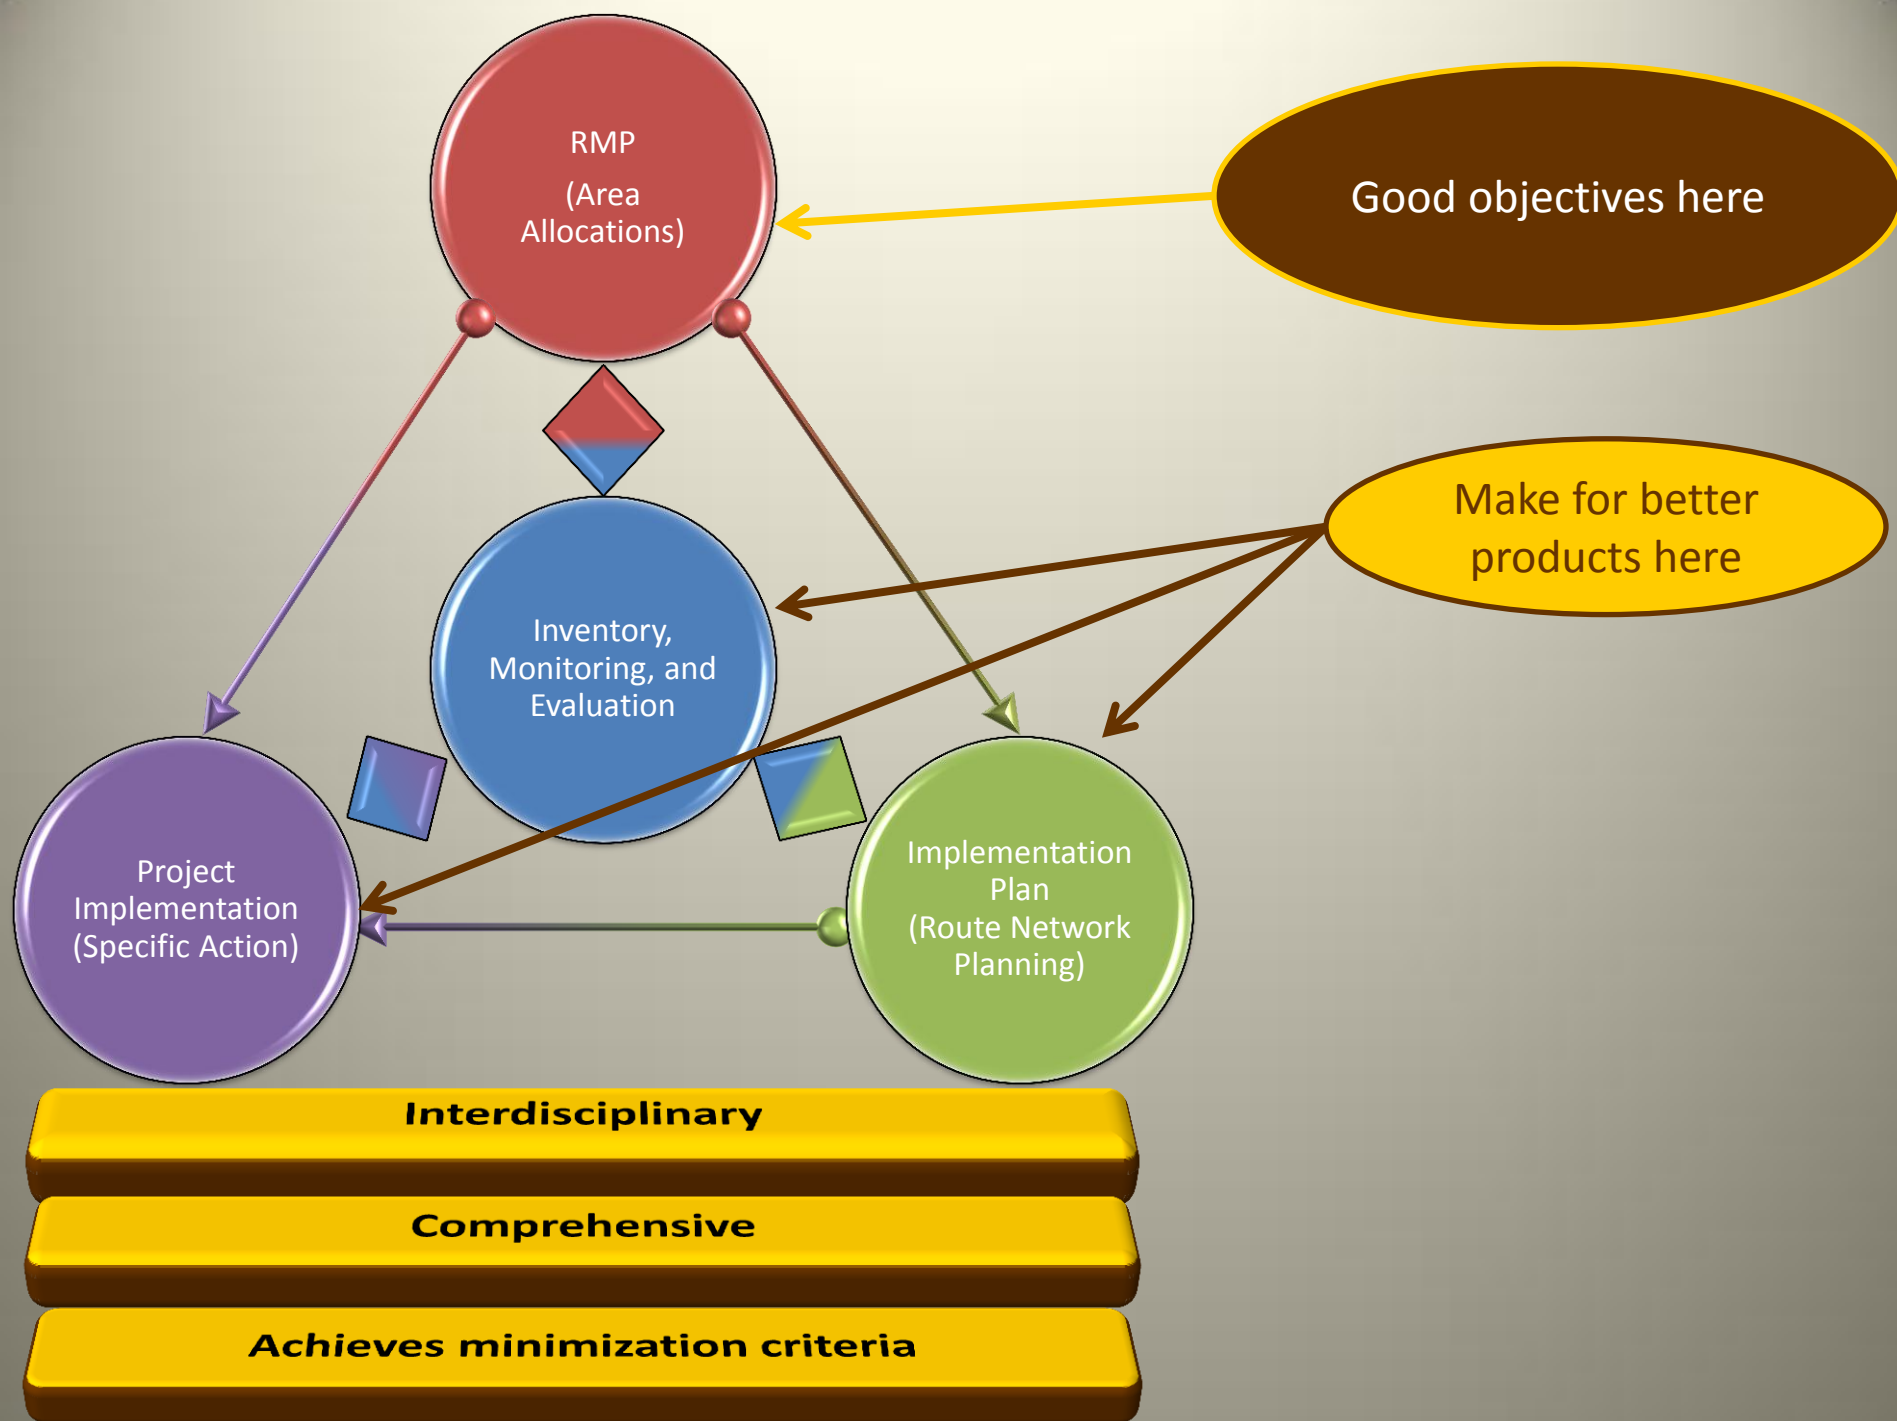 RMP
(Area
Allocations)
Good objectives here
Make for better
products here
Inventory,
Monitoring, and
Evaluation
Project
Implementation
(Specific Action)
Implementation
Plan
(Route Network
Planning)
Interdisciplinary
Comprehensive
Achieves minimization criteria